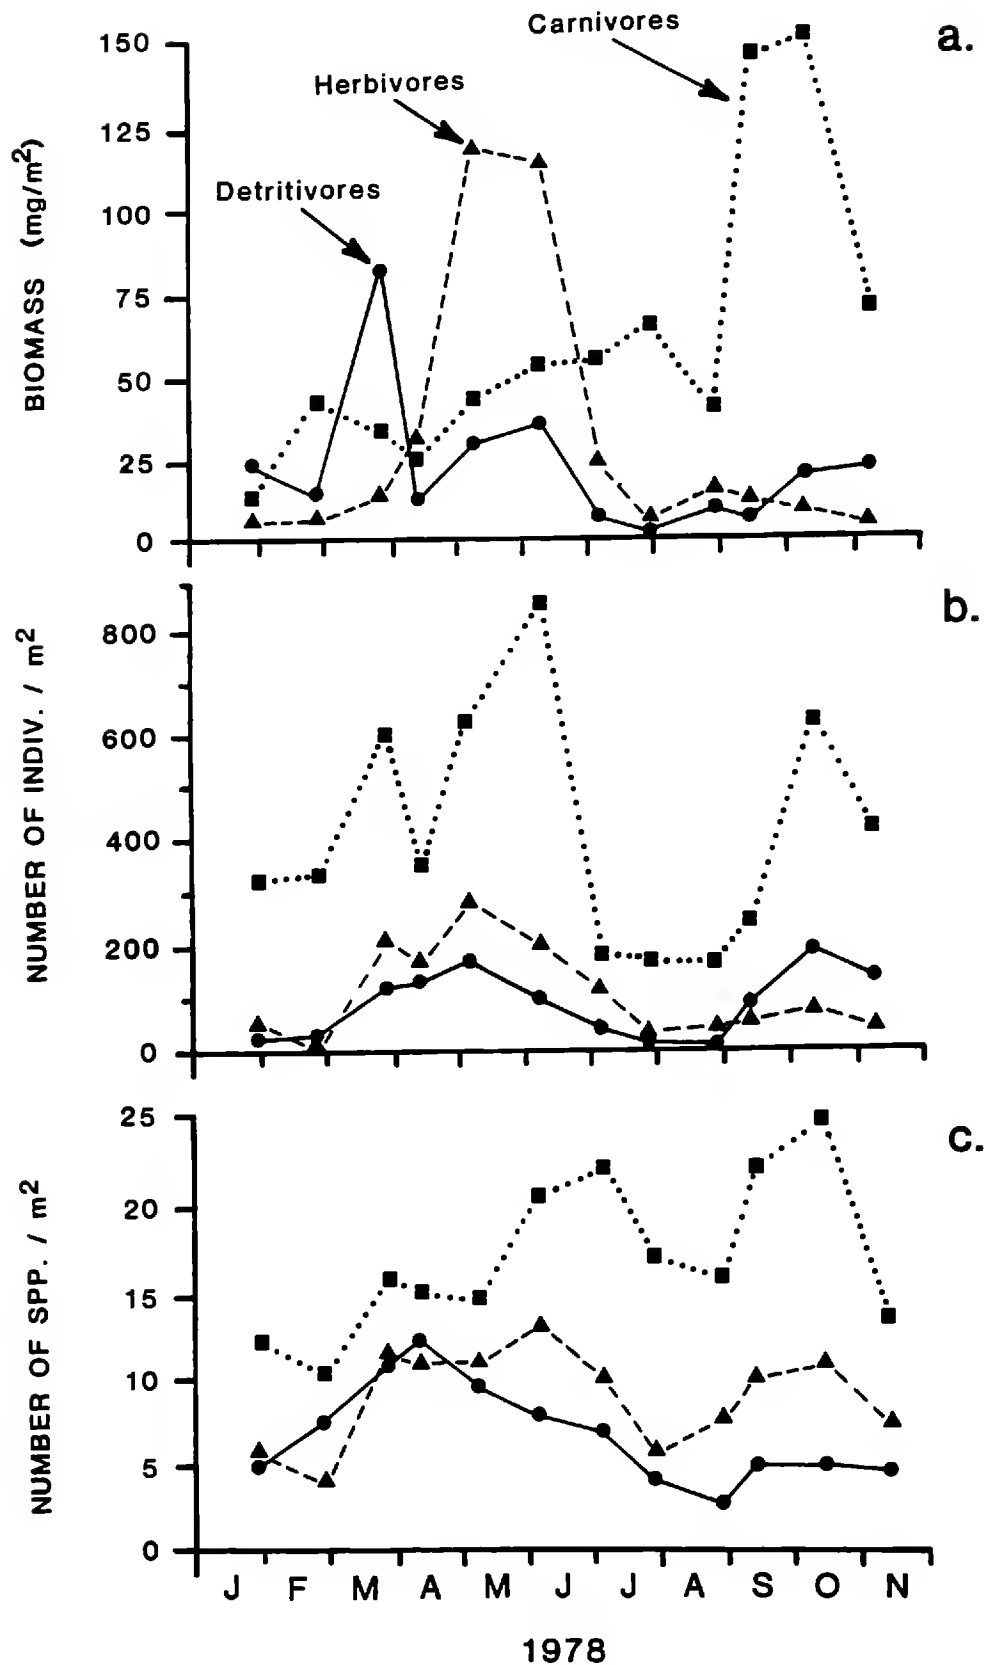 a.
Carnivores
Herbivores
Detritivores
BIOMASS (mg/m²)
150
125
100
75
50
25
0
b.
NUMBER OF INDIV. / m²
800
600
400
200
0
c.
NUMBER OF SPP. / m²
25
20
15
10
5
0
J F M A M J J A S O N
1978